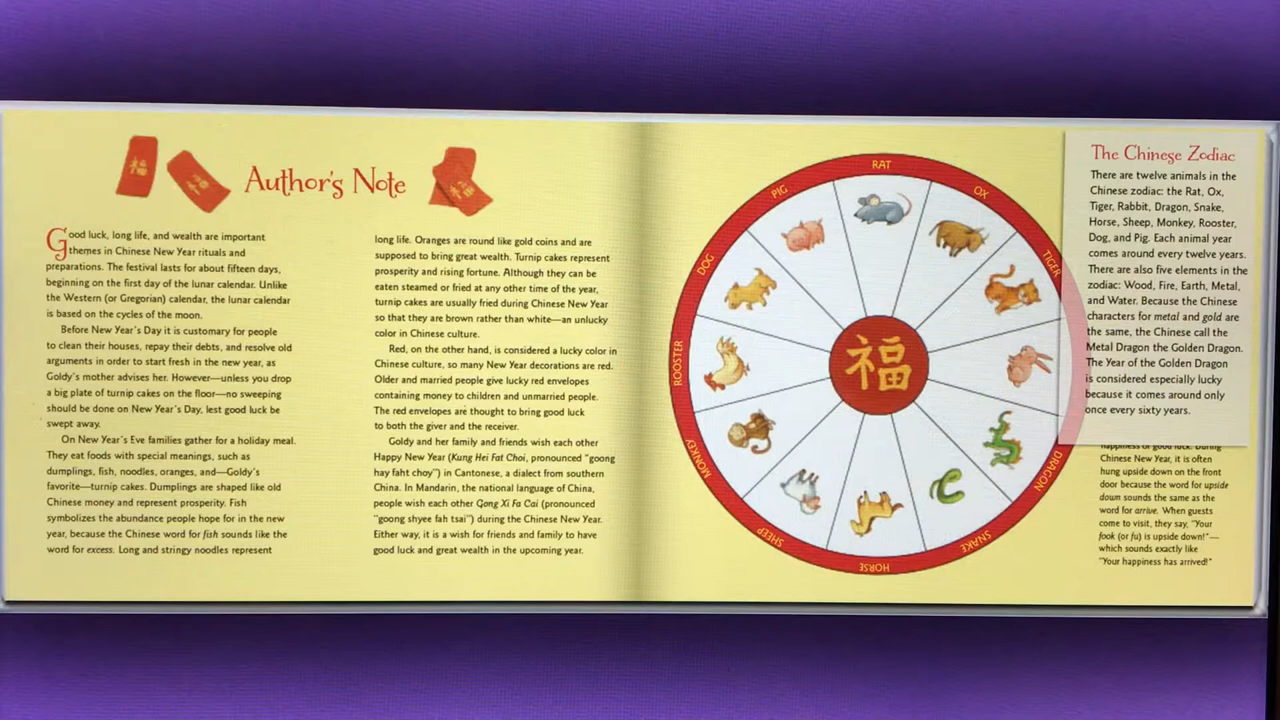 Author's Note
Good luck, long life, and wealth are important
themes in Chinese New Year rituals and
preparations. The festival lasts for about fifteen days,
beginning on the first day of the lunar calendar. Unlike
the Western (or Gregorian) calendar, the lunar calendar
is based on the cycles of the moon.
Before New Year's Day it is customary for people
to clean their houses, repay their debts, and resolve old
arguments in order to start fresh in the new year, as
Goldy's mother advises her. However—unless you drop
a big plate of turnip cakes on the floor—no sweeping
should be done on New Year's Day, lest good luck be
swept away.
On New Year's Eve families gather for a holiday meal.
They eat foods with special meanings, such as
dumplings, fish, noodles, oranges, and—Goldy's
favorite—turnip cakes. Dumplings are shaped like old
Chinese money and represent prosperity. Fish
symbolizes the abundance people hope for in the new
year, because the Chinese word for fish sounds like the
word for excess. Long and stringy noodles represent
long life. Oranges are round like gold coins and are
supposed to bring great wealth. Turnip cakes represent
prosperity and rising fortune. Although they can be
eaten steamed or fried at any other time of the year,
turnip cakes are usually fried during Chinese New Year
so that they are brown rather than white—an unlucky
color in Chinese culture.
Red, on the other hand, is considered a lucky color in
Chinese culture, so many New Year decorations are red.
Older and married people give lucky red envelopes
containing money to children and unmarried people.
The red envelopes are thought to bring good luck
to both the giver and the receiver.
Goldy and her family and friends wish each other
Happy New Year (Kung Hei Fat Choi, pronounced "goong
hay faht choy") in Cantonese, a dialect from southern
China. In Mandarin, the national language of China,
people wish each other Gong Xi Fa Cai (pronounced
"goong shyee fah tsai") during the Chinese New Year.
Either way, it is a wish for friends and family to have
good luck and great wealth in the upcoming year.
RAT
OX
TIGER
DRAGON
SNAKE
HORSE
SHEEP
MONKEY
ROOSTER
DOG
PIG
福
The Chinese Zodiac
There are twelve animals in the
Chinese zodiac: the Rat, Ox,
Tiger, Rabbit, Dragon, Snake,
Horse, Sheep, Monkey, Rooster,
Dog, and Pig. Each animal year
comes around every twelve years.
There are also five elements in the
zodiac: Wood, Fire, Earth, Metal,
and Water. Because the Chinese
characters for metal and gold are
the same, the Chinese call the
Metal Dragon the Golden Dragon.
The Year of the Golden Dragon
is considered especially lucky
because it comes around only
once every sixty years.
happiness or good luck. During
Chinese New Year, it is often
hung upside down on the front
door because the word for upside
down sounds the same as the
word for arrive. When guests
come to visit, they say, "Your
fook (or fu) is upside down!"—
which sounds exactly like
"Your happiness has arrived!"